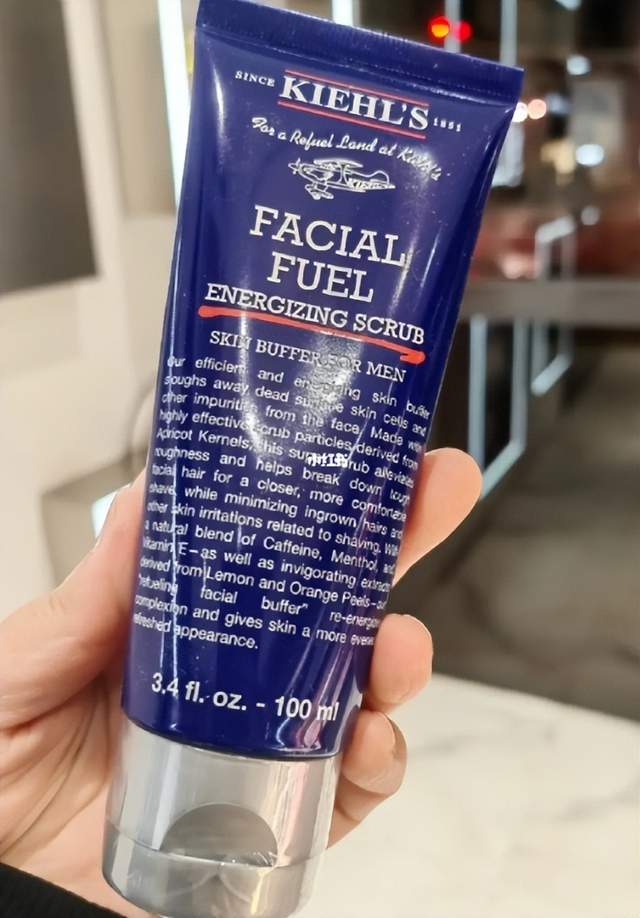 SINCE KIEHL'S 1851
For a Refuel Land at Kiehl's
KIEHL'S
FACIAL
FUEL
ENERGIZING SCRUB
SKIN BUFFER FOR MEN
Our efficient and energizing skin buffer
sloughs away dead surface skin cells and
other impurities from the face. Made with
highly effective scrub particles derived from
Apricot Kernels, this surface scrub alleviates
roughness and helps break down tough
facial hair for a closer, more comfortable
shave, while minimizing ingrown hairs and
other skin irritations related to shaving. With
a natural blend of Caffeine, Menthol, and
Vitamin E – as well as invigorating extracts
derived from Lemon and Orange Peels –
"refueling facial buffer" re-energizes
complexion and gives skin a more even
refreshed appearance.
3.4 fl. oz. - 100 ml
小红书